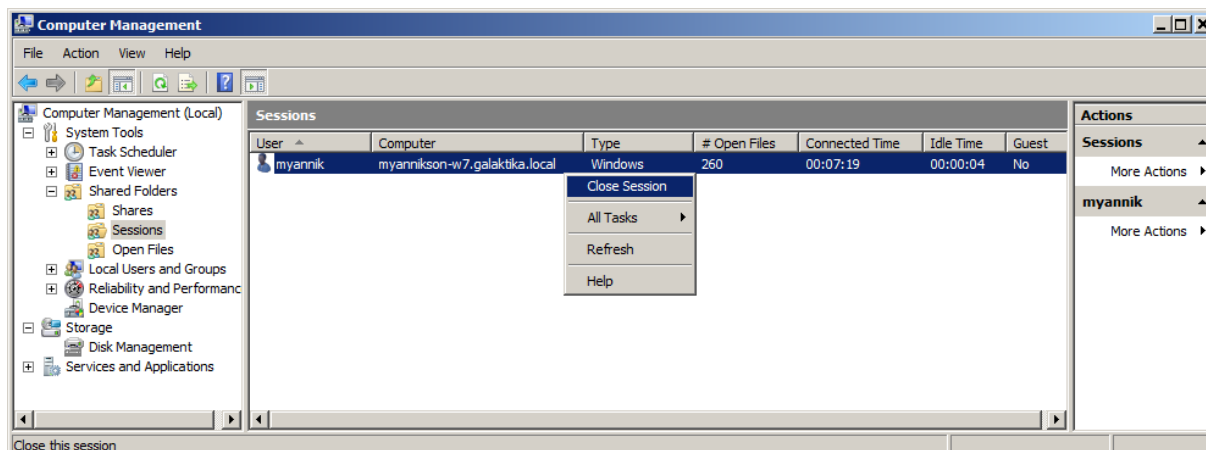 Computer Management
File Action View Help
Computer Management (Local)
System Tools
Task Scheduler
Event Viewer
Shared Folders
Shares
Sessions
Open Files
Local Users and Groups
Reliability and Performanc
Device Manager
Storage
Disk Management
Services and Applications
Sessions
User Computer Type # Open Files Connected Time Idle Time Guest
myannik myannikson-w7.galaktika.local Windows 260 00:07:19 00:00:04 No
Close Session
All Tasks
Refresh
Help
Actions
Sessions
More Actions
myannik
More Actions
Close this session